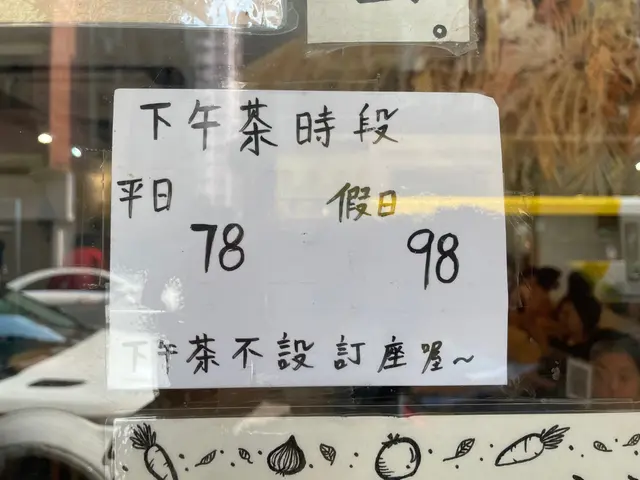 下午茶時段
平日 假日
78 98
下午茶不設訂座喔~